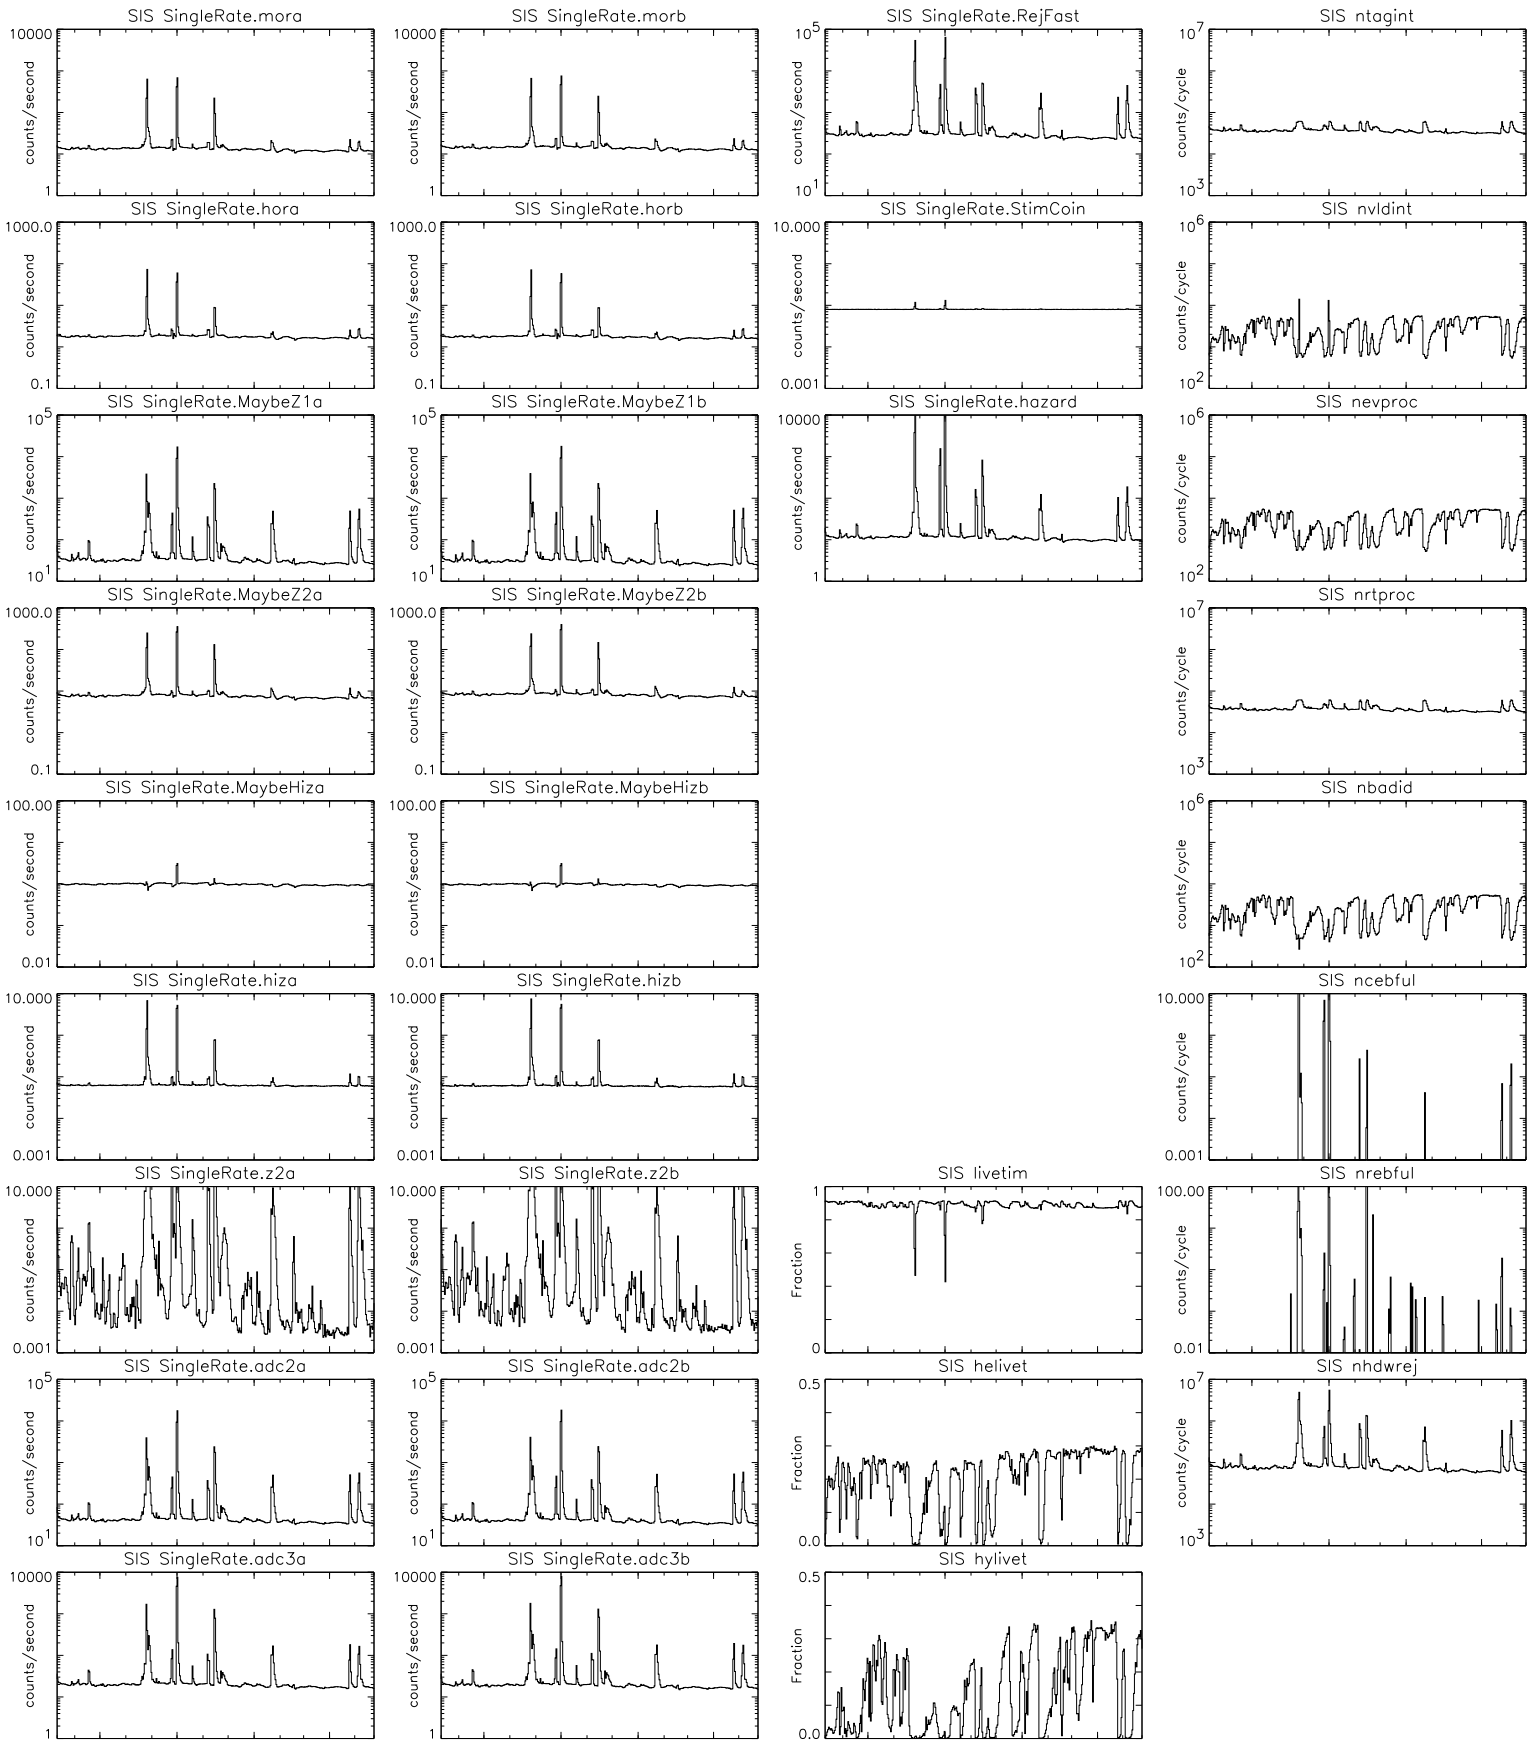 SIS SingleRate.mora
10000
counts/second
1
SIS SingleRate.morb
10000
counts/second
1
SIS SingleRate.RejFast
10^5
counts/second
10^1
SIS ntagint
10^7
counts/cycle
10^3
SIS SingleRate.hora
1000.0
counts/second
0.1
SIS SingleRate.horb
1000.0
counts/second
0.1
SIS SingleRate.StimCoin
10.000
counts/second
0.001
SIS nvldint
10^6
counts/cycle
10^2
SIS SingleRate.MaybeZ1a
10^5
counts/second
10^1
SIS SingleRate.MaybeZ1b
10^5
counts/second
10^1
SIS SingleRate.hazard
10000
counts/second
1
SIS nevproc
10^6
counts/cycle
10^2
SIS SingleRate.MaybeZ2a
1000.0
counts/second
0.1
SIS SingleRate.MaybeZ2b
1000.0
counts/second
0.1
SIS nrtproc
10^7
counts/cycle
10^3
SIS SingleRate.MaybeHiza
100.00
counts/second
0.01
SIS SingleRate.MaybeHizb
100.00
counts/second
0.01
SIS nbadid
10^6
counts/cycle
10^2
SIS SingleRate.hiza
10.000
counts/second
0.001
SIS SingleRate.hizb
10.000
counts/second
0.001
SIS ncebful
10.000
counts/cycle
0.001
SIS SingleRate.z2a
10.000
counts/second
0.001
SIS SingleRate.z2b
10.000
counts/second
0.001
SIS livetim
1
Fraction
0
SIS nrebful
100.00
counts/cycle
0.01
SIS SingleRate.adc2a
10^5
counts/second
10^1
SIS SingleRate.adc2b
10^5
counts/second
10^1
SIS helivet
0.5
Fraction
0.0
SIS nhdwrej
10^7
counts/cycle
10^3
SIS SingleRate.adc3a
10000
counts/second
1
SIS SingleRate.adc3b
10000
counts/second
1
SIS hylivet
0.5
Fraction
0.0